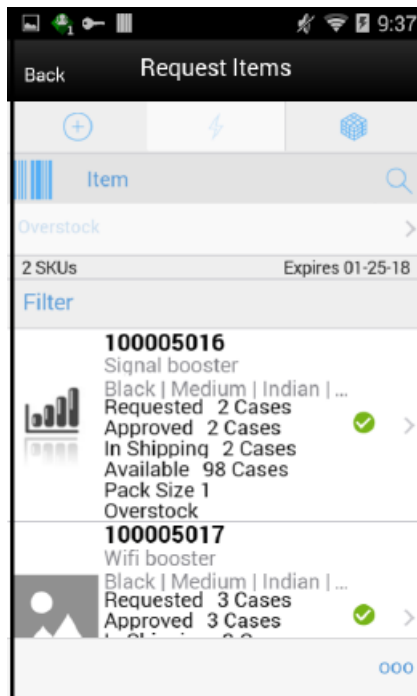 1
9:37
Back
Request Items
Item
Overstock
2 SKUs
Expires 01-25-18
Filter
100005016
Signal booster
Black | Medium | Indian | ...
Requested 2 Cases
Approved 2 Cases
In Shipping 2 Cases
Available 98 Cases
Pack Size 1
Overstock
100005017
Wifi booster
Black | Medium | Indian | ...
Requested 3 Cases
Approved 3 Cases